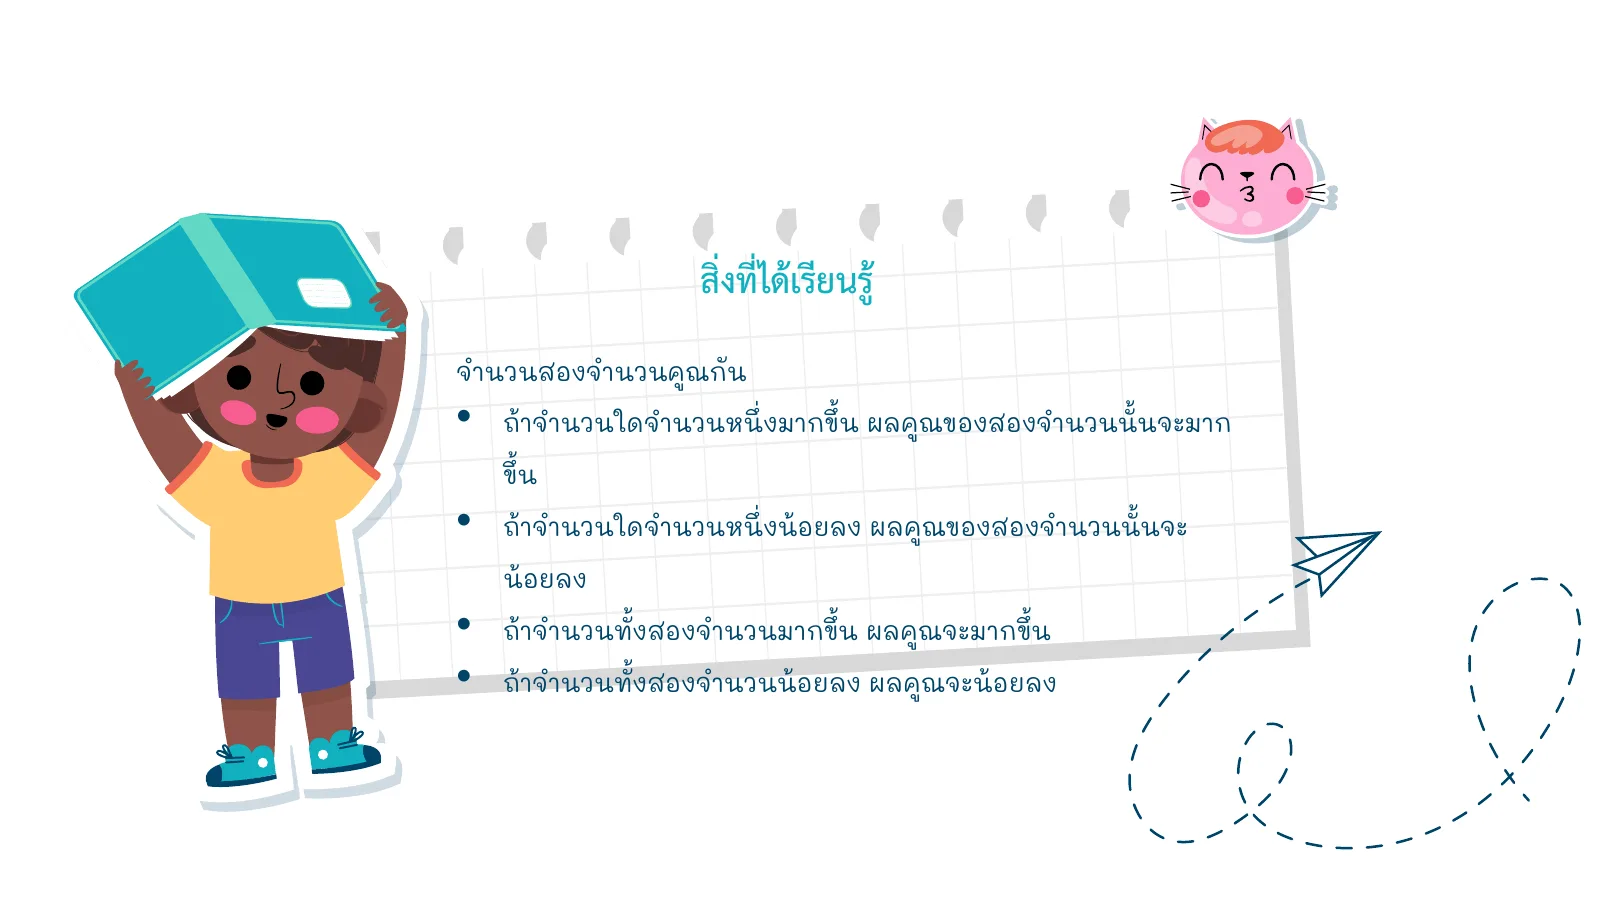 สิ่งที่ได้เรียนรู้
จำนวนสองจำนวนคูณกัน
• ถ้าจำนวนใดจำนวนหนึ่งมากขึ้น ผลคูณของสองจำนวนนั้นจะมาก
ขึ้น
• ถ้าจำนวนใดจำนวนหนึ่งน้อยลง ผลคูณของสองจำนวนนั้นจะ
น้อยลง
• ถ้าจำนวนทั้งสองจำนวนมากขึ้น ผลคูณจะมากขึ้น
• ถ้าจำนวนทั้งสองจำนวนน้อยลง ผลคูณจะน้อยลง